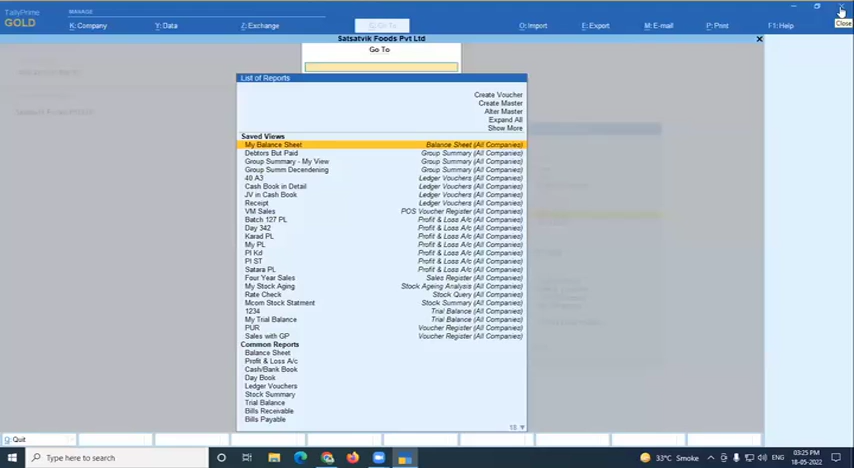 TallyPrime
GOLD
MANAGE
K: Company
Y: Data
Z: Exchange
G: Go To
O: Import
E: Export
M: E-mail
P: Print
F1: Help
Close
Satsatvik Foods Pvt Ltd
Go To
List of Reports
Create Voucher
Create Master
Alter Master
Expand All
Show More
Saved Views
My Balance Sheet Balance Sheet (All Companies)
Debtors But Paid Group Summary (All Companies)
Group Summary - My View Group Summary (All Companies)
Group Summ Decendening Group Summary (All Companies)
40 A3 Ledger Vouchers (All Companies)
Cash Book in Detail Ledger Vouchers (All Companies)
JV in Cash Book Ledger Vouchers (All Companies)
Receipt Ledger Vouchers (All Companies)
VM Sales POS Voucher Register (All Companies)
Batch 127 PL Profit & Loss A/c (All Companies)
Day 342 Profit & Loss A/c (All Companies)
Karad PL Profit & Loss A/c (All Companies)
My PL Profit & Loss A/c (All Companies)
Pl Kd Profit & Loss A/c (All Companies)
Pl ST Profit & Loss A/c (All Companies)
Satara PL Profit & Loss A/c (All Companies)
Four Year Sales Sales Register (All Companies)
My Stock Aging Stock Ageing Analysis (All Companies)
Rate Check Stock Query (All Companies)
Mcom Stock Statment Stock Summary (All Companies)
1234 Trial Balance (All Companies)
My Trial Balance Trial Balance (All Companies)
PUR Voucher Register (All Companies)
Sales with GP Voucher Register (All Companies)
Common Reports
Balance Sheet
Profit & Loss A/c
Cash/Bank Book
Day Book
Ledger Vouchers
Stock Summary
Trial Balance
Bills Receivable
Bills Payable
18
Q: Quit
Type here to search
33°C Smoke
ENG
03:25 PM
18-05-2022